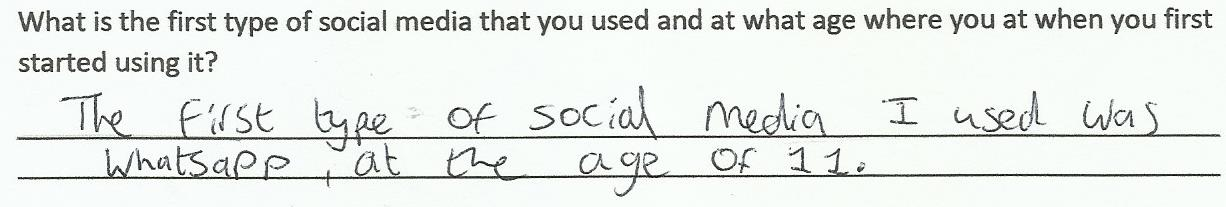 What is the first type of social media that you used and at what age where you at when you first
started using it?
The first type of social media I used was
Whatsapp, at the age of 11.